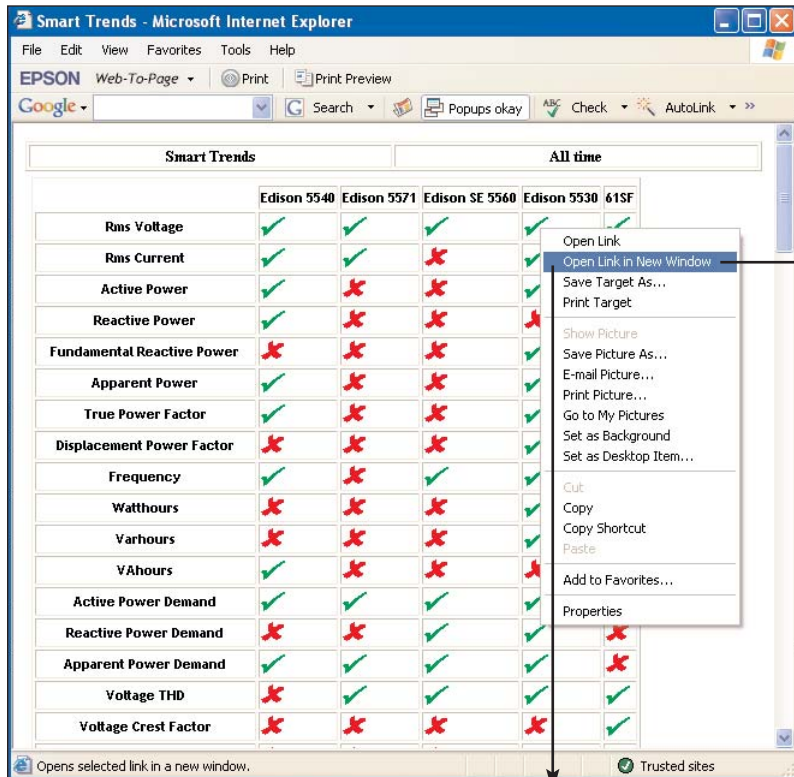 Smart Trends - Microsoft Internet Explorer
File Edit View Favorites Tools Help
EPSON Web-To-Page Print Print Preview
Google Search Popups okay ABC Check AutoLink »
Smart Trends All time
Edison 5540 Edison 5571 Edison SE 5560 Edison 5530 61SF
Rms Voltage
Rms Current
Active Power
Reactive Power
Fundamental Reactive Power
Apparent Power
True Power Factor
Displacement Power Factor
Frequency
Watthours
Varhours
VAhours
Active Power Demand
Reactive Power Demand
Apparent Power Demand
Voltage THD
Voltage Crest Factor
Open Link
Open Link in New Window
Save Target As...
Print Target
Show Picture
Save Picture As...
E-mail Picture...
Print Picture...
Go to My Pictures
Set as Background
Set as Desktop Item...
Cut
Copy
Copy Shortcut
Paste
Add to Favorites...
Properties
Opens selected link in a new window. Trusted sites